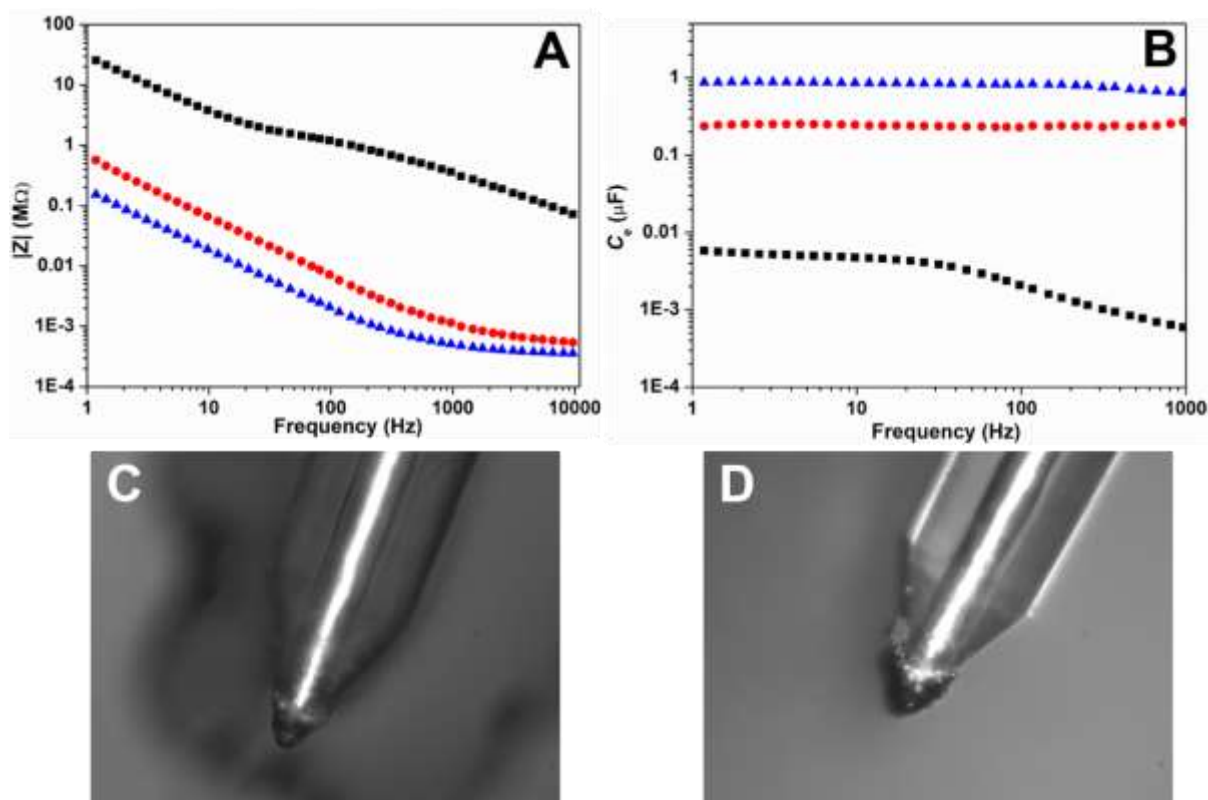 A
100
10
1
0.1
0.01
1E-3
1E-4
|Z| (MΩ)
1 10 100 1000 10000
Frequency (Hz)
B
1
0.1
0.01
1E-3
1E-4
Cₑ (μF)
1 10 100 1000
Frequency (Hz)
C
D